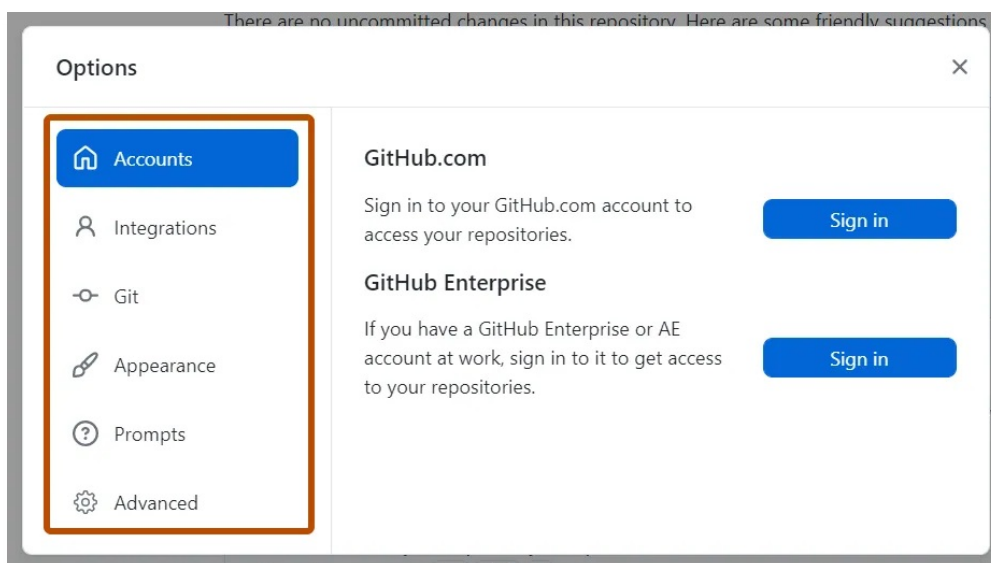 There are no uncommitted changes in this repository. Here are some friendly suggestions
Options
Accounts
Integrations
Git
Appearance
Prompts
Advanced
GitHub.com
Sign in to your GitHub.com account to
access your repositories.
Sign in
GitHub Enterprise
If you have a GitHub Enterprise or AE
account at work, sign in to it to get access
to your repositories.
Sign in